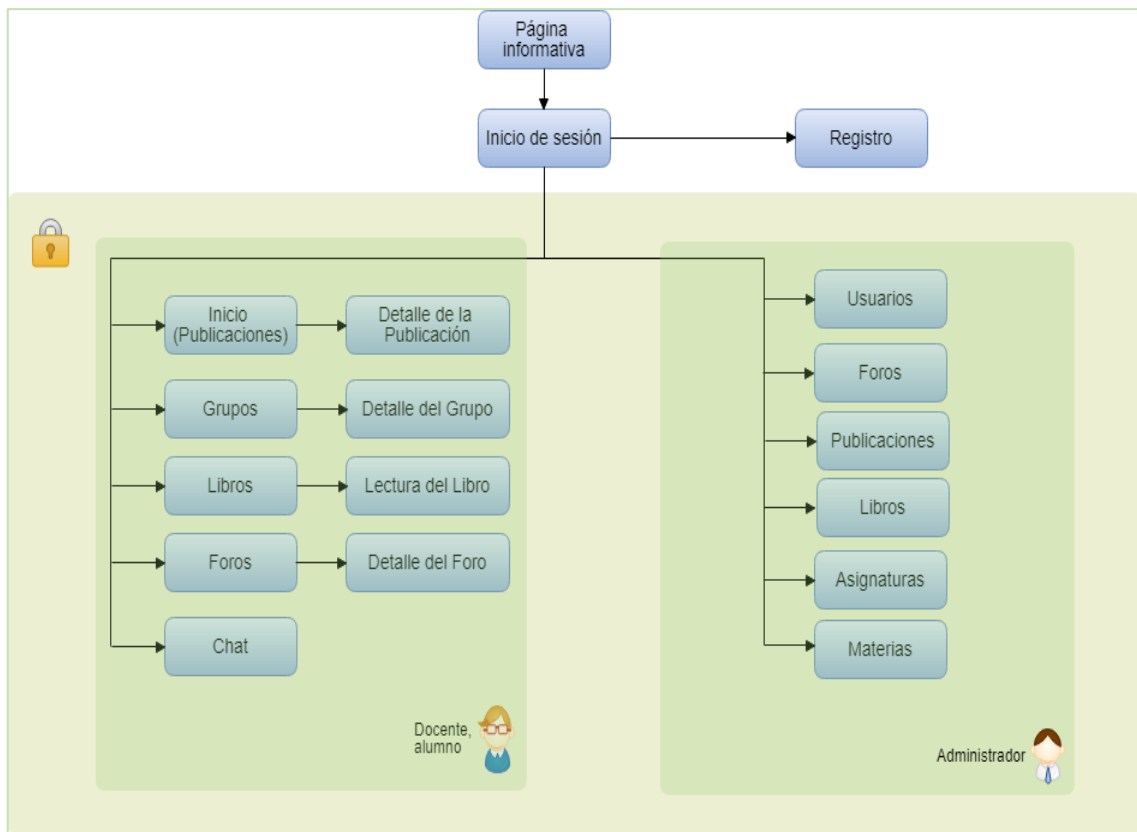 Página
informativa
Inicio de sesión
Registro
Inicio
(Publicaciones)
Detalle de la
Publicación
Grupos
Detalle del Grupo
Libros
Lectura del Libro
Foros
Detalle del Foro
Chat
Docente,
alumno
Usuarios
Foros
Publicaciones
Libros
Asignaturas
Materias
Administrador